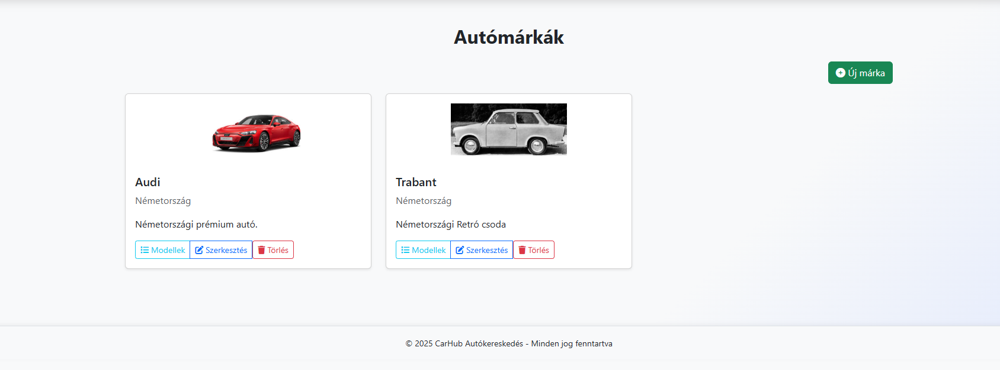 Autómárkák
Új márka
Audi
Németország
Németországi prémium autó.
Modellek Szerkesztés Törlés
Trabant
Németország
Németországi Retró csoda
Modellek Szerkesztés Törlés
© 2025 CarHub Autókereskedés - Minden jog fenntartva